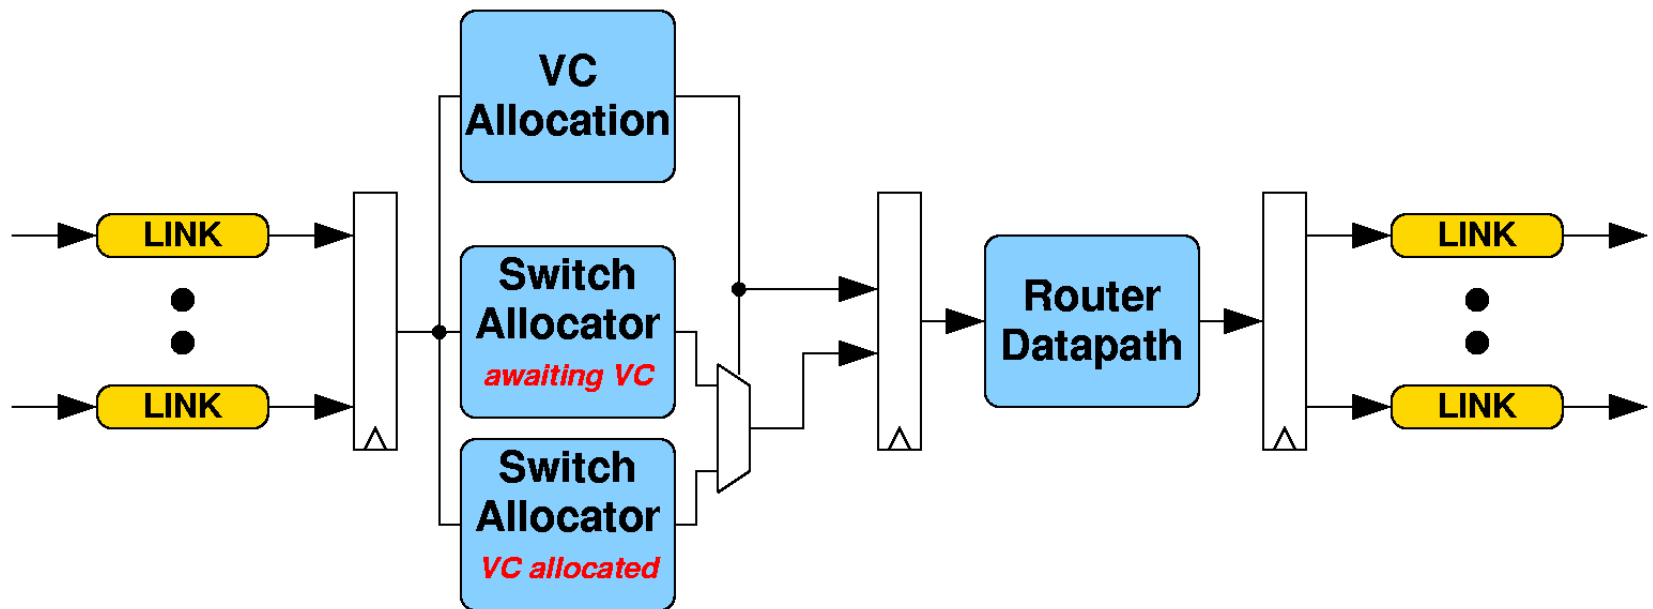 VC
Allocation
LINK
LINK
Switch
Allocator
awaiting VC
Switch
Allocator
VC allocated
Router
Datapath
LINK
LINK